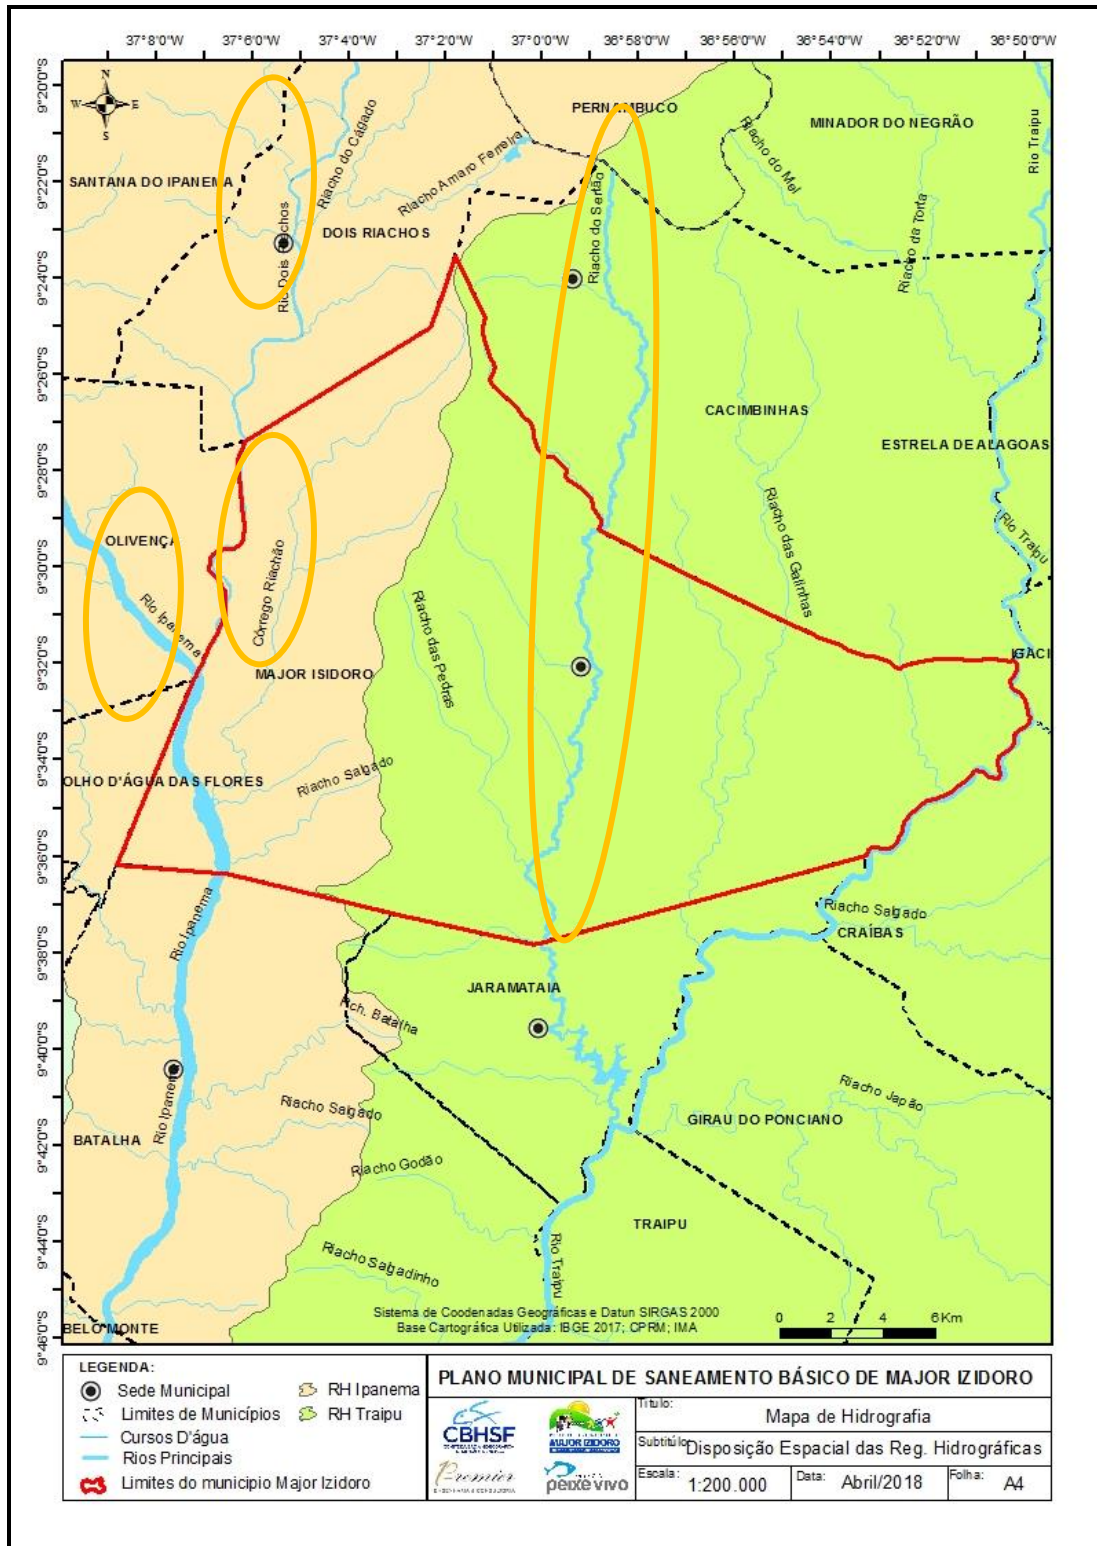 37°8'0"W 37°6'0"W 37°4'0"W 37°2'0"W 37°0'0"W 36°58'0"W 36°56'0"W 36°54'0"W 36°52'0"W 36°50'0"W
9°20'0"S
9°22'0"S
9°24'0"S
9°26'0"S
9°28'0"S
9°30'0"S
9°32'0"S
9°34'0"S
9°36'0"S
9°38'0"S
9°40'0"S
9°42'0"S
9°44'0"S
9°46'0"S
N
W E
S
PERNAMBUCO
MINADOR DO NEGRÃO
Rio Traipu
Riacho do Cágado
Riacho Amaro Ferreira
Riacho do Mel
SANTANA DO IPANEMA
Riacho do Sertão
Riacho da Torta
DOIS RIACHOS
Rio Dois Riachos
CACIMBINHAS
ESTRELA DE ALAGOAS
Riacho das Galinhas
Rio Traipu
OLIVENÇA
Rio Ipanema
Córrego Riachão
Riacho das Pedras
IGACI
MAJOR ISIDORO
OLHO D'ÁGUA DAS FLORES
Riacho Salgado
Rio Ipanema
Riacho Salgado
CRAÍBAS
JARAMATAIA
Rch. Batalha
Rio Ipanema
Riacho Salgado
Riacho Japão
GIRAU DO PONCIANO
BATALHA
Riacho Godão
TRAIPU
Riacho Salgadinho
Rio Traipu
Sistema de Coodenadas Geográficas e Datun SIRGAS 2000
Base Cartográfica Utilizada: IBGE 2017; CPRM; IMA
0 2 4 6 Km
BELO MONTE
LEGENDA:
Sede Municipal
RH Ipanema
Limites de Municípios
RH Traipu
Cursos D'água
Rios Principais
Limites do municipio Major Izidoro
PLANO MUNICIPAL DE SANEAMENTO BÁSICO DE MAJOR IZIDORO
CBHSF
MAJOR IZIDORO
Premier
peixe vivo
Titulo:
Mapa de Hidrografia
Subtitúlo:
Disposição Espacial das Reg. Hidrográficas
Escala:
1:200.000
Data:
Abril/2018
Folha:
A4